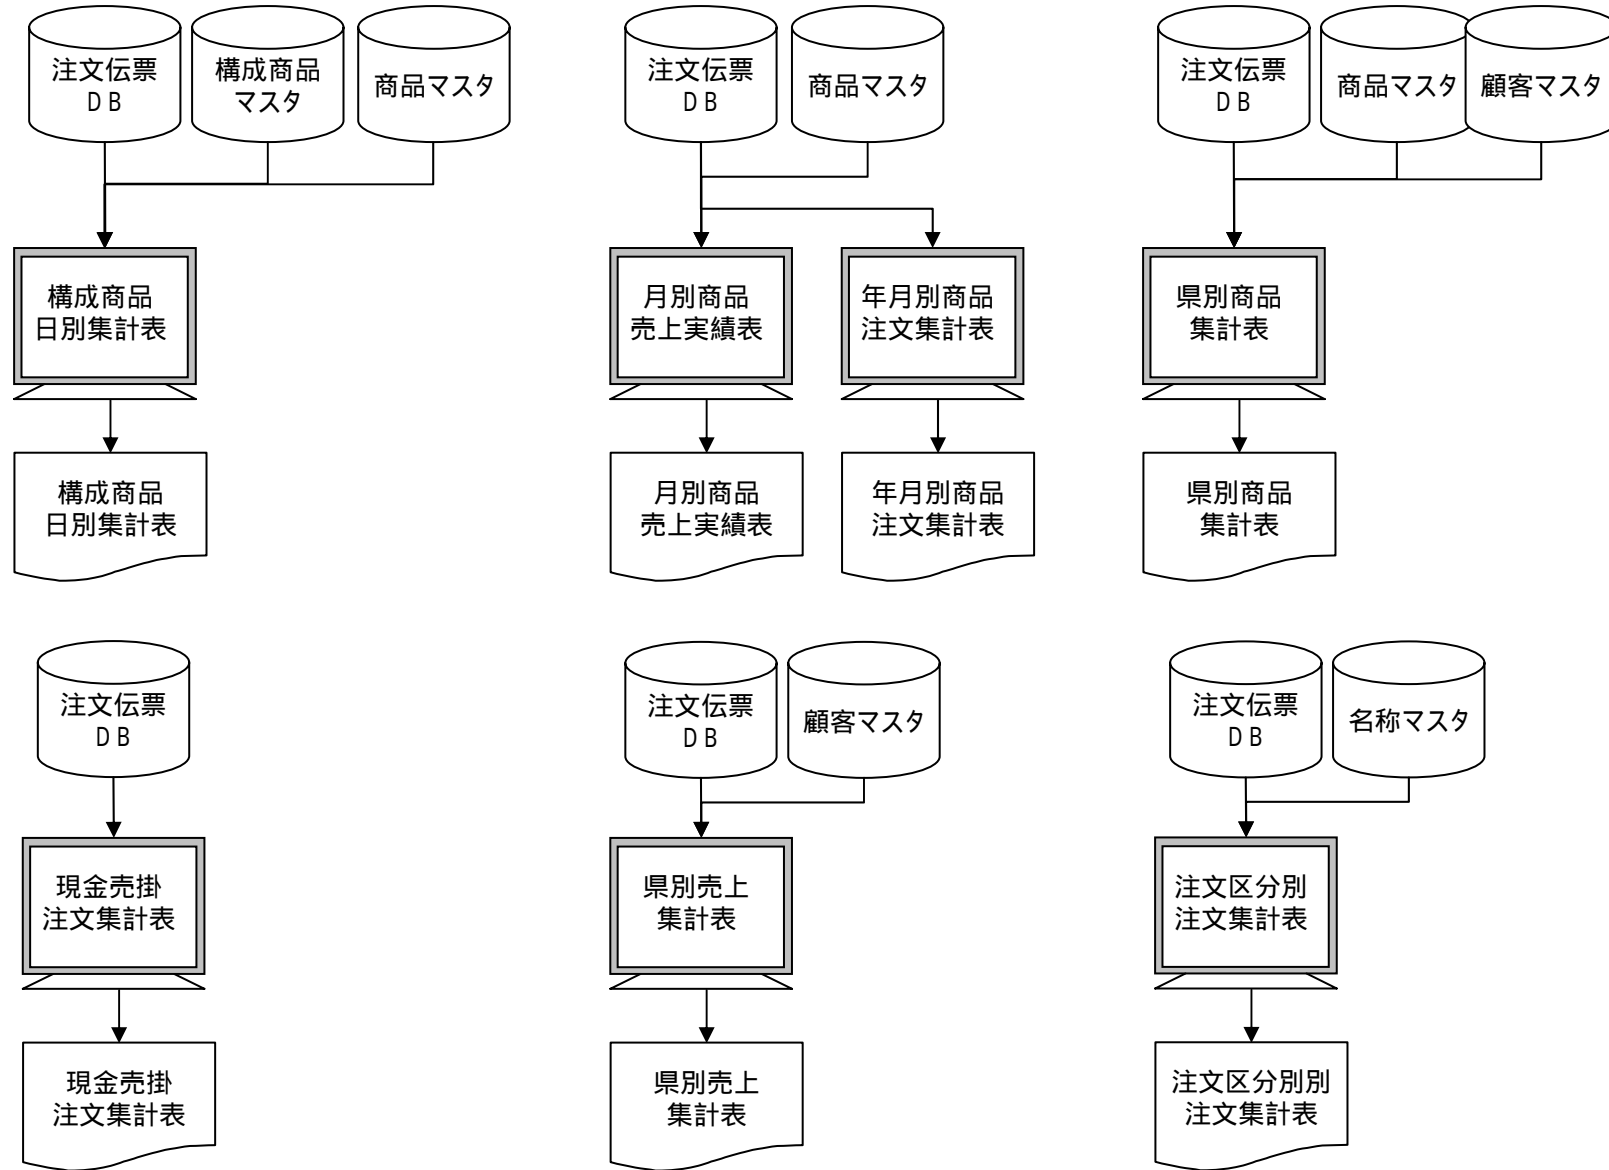 注文伝票
ＤＢ
構成商品
マスタ
商品マスタ
注文伝票
ＤＢ
商品マスタ
注文伝票
ＤＢ
商品マスタ
顧客マスタ
構成商品
日別集計表
月別商品
売上実績表
年月別商品
注文集計表
県別商品
集計表
構成商品
日別集計表
月別商品
売上実績表
年月別商品
注文集計表
県別商品
集計表
注文伝票
ＤＢ
注文伝票
ＤＢ
顧客マスタ
注文伝票
ＤＢ
名称マスタ
現金売掛
注文集計表
県別売上
集計表
注文区分別
注文集計表
現金売掛
注文集計表
県別売上
集計表
注文区分別別
注文集計表